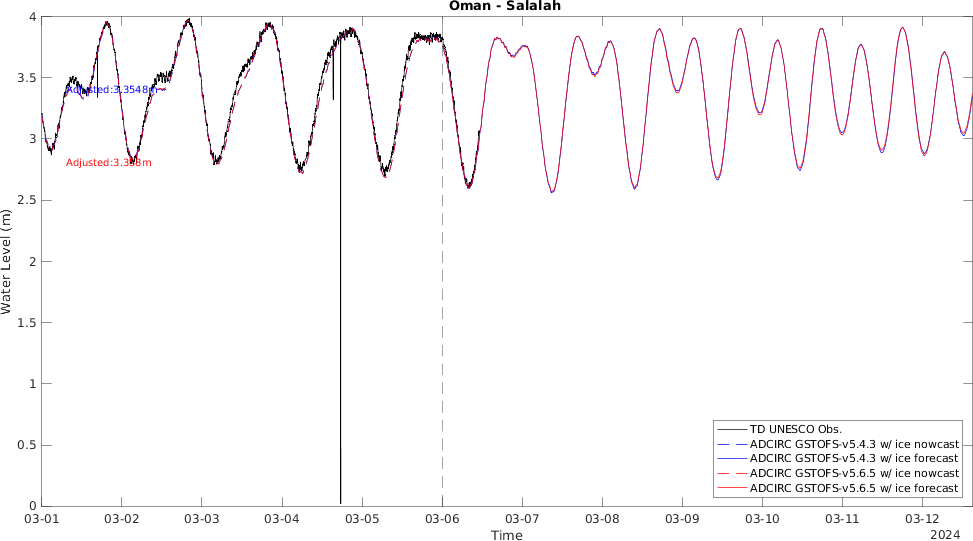 Oman - Salalah
4
3.5
3
2.5
2
1.5
1
0.5
0
Water Level (m)
Adjusted:3.3548m
Adjusted:3.358m
TD UNESCO Obs.
ADCIRC GSTOFS-v5.4.3 w/ ice nowcast
ADCIRC GSTOFS-v5.4.3 w/ ice forecast
ADCIRC GSTOFS-v5.6.5 w/ ice nowcast
ADCIRC GSTOFS-v5.6.5 w/ ice forecast
03-01 03-02 03-03 03-04 03-05 03-06 03-07 03-08 03-09 03-10 03-11 03-12
Time
2024